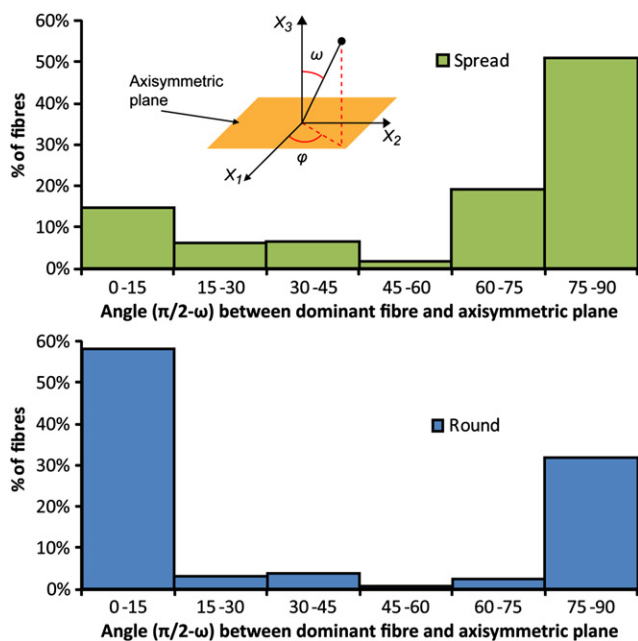 60%
50%
40%
30%
20%
10%
0%
% of fibres
X3
ω
Axisymmetric
plane
X2
X1
φ
Spread
0-15 15-30 30-45 45-60 60-75 75-90
Angle (π/2-ω) between dominant fibre and axisymmetric plane
60%
50%
40%
30%
20%
10%
0%
% of fibres
Round
0-15 15-30 30-45 45-60 60-75 75-90
Angle (π/2-ω) between dominant fibre and axisymmetric plane